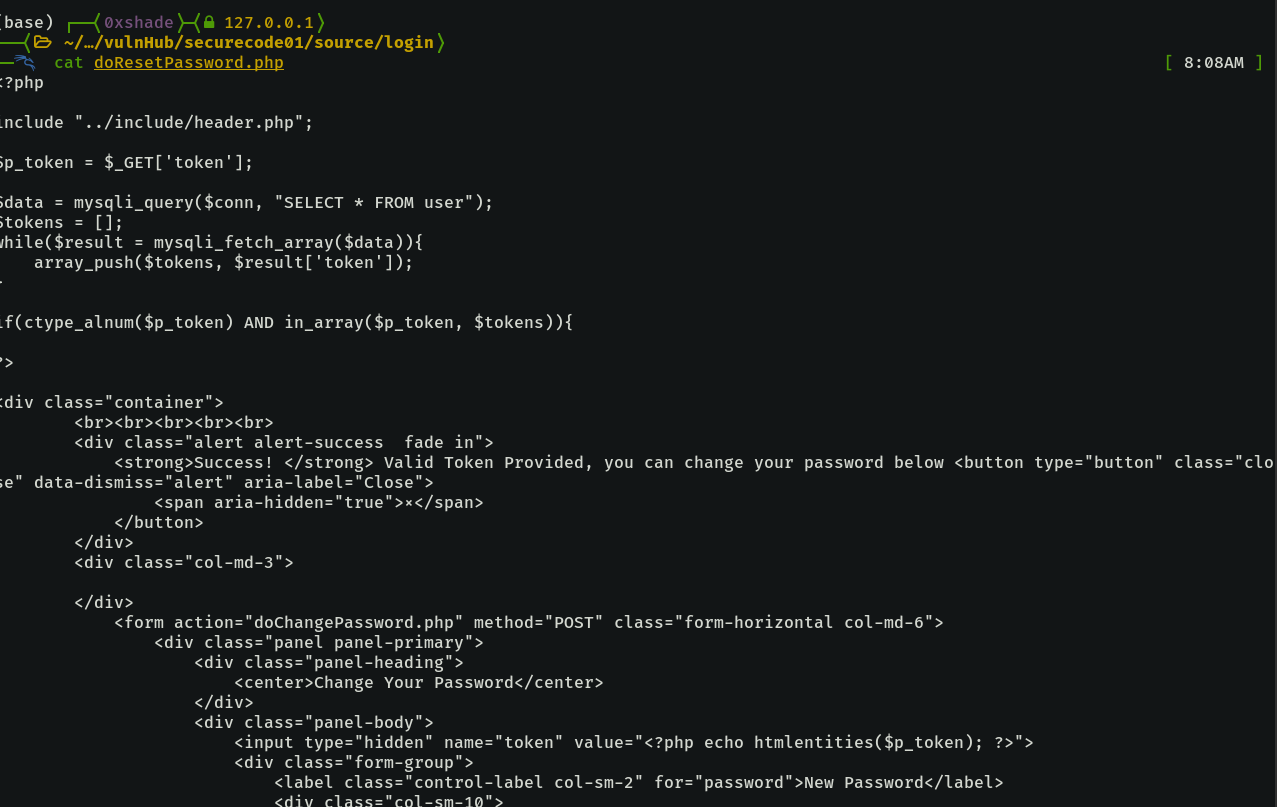 (base) 0xshade 127.0.0.1
~/…/vulnHub/securecode01/source/login
cat doResetPassword.php [ 8:08AM ]
<?php
include "../include/header.php";
$p_token = $_GET['token'];
$data = mysqli_query($conn, "SELECT * FROM user");
$tokens = [];
while($result = mysqli_fetch_array($data)){
    array_push($tokens, $result['token']);
}
if(ctype_alnum($p_token) AND in_array($p_token, $tokens)){
?>
<div class="container">
        <br><br><br><br><br>
        <div class="alert alert-success  fade in">
            <strong>Success! </strong> Valid Token Provided, you can change your password below <button type="button" class="clo
se" data-dismiss="alert" aria-label="Close">
                <span aria-hidden="true">×</span>
            </button>
        </div>
        <div class="col-md-3">
        </div>
            <form action="doChangePassword.php" method="POST" class="form-horizontal col-md-6">
                <div class="panel panel-primary">
                    <div class="panel-heading">
                        <center>Change Your Password</center>
                    </div>
                    <div class="panel-body">
                        <input type="hidden" name="token" value="<?php echo htmlentities($p_token); ?>">
                        <div class="form-group">
                            <label class="control-label col-sm-2" for="password">New Password</label>
                            <div class="col-sm-10">